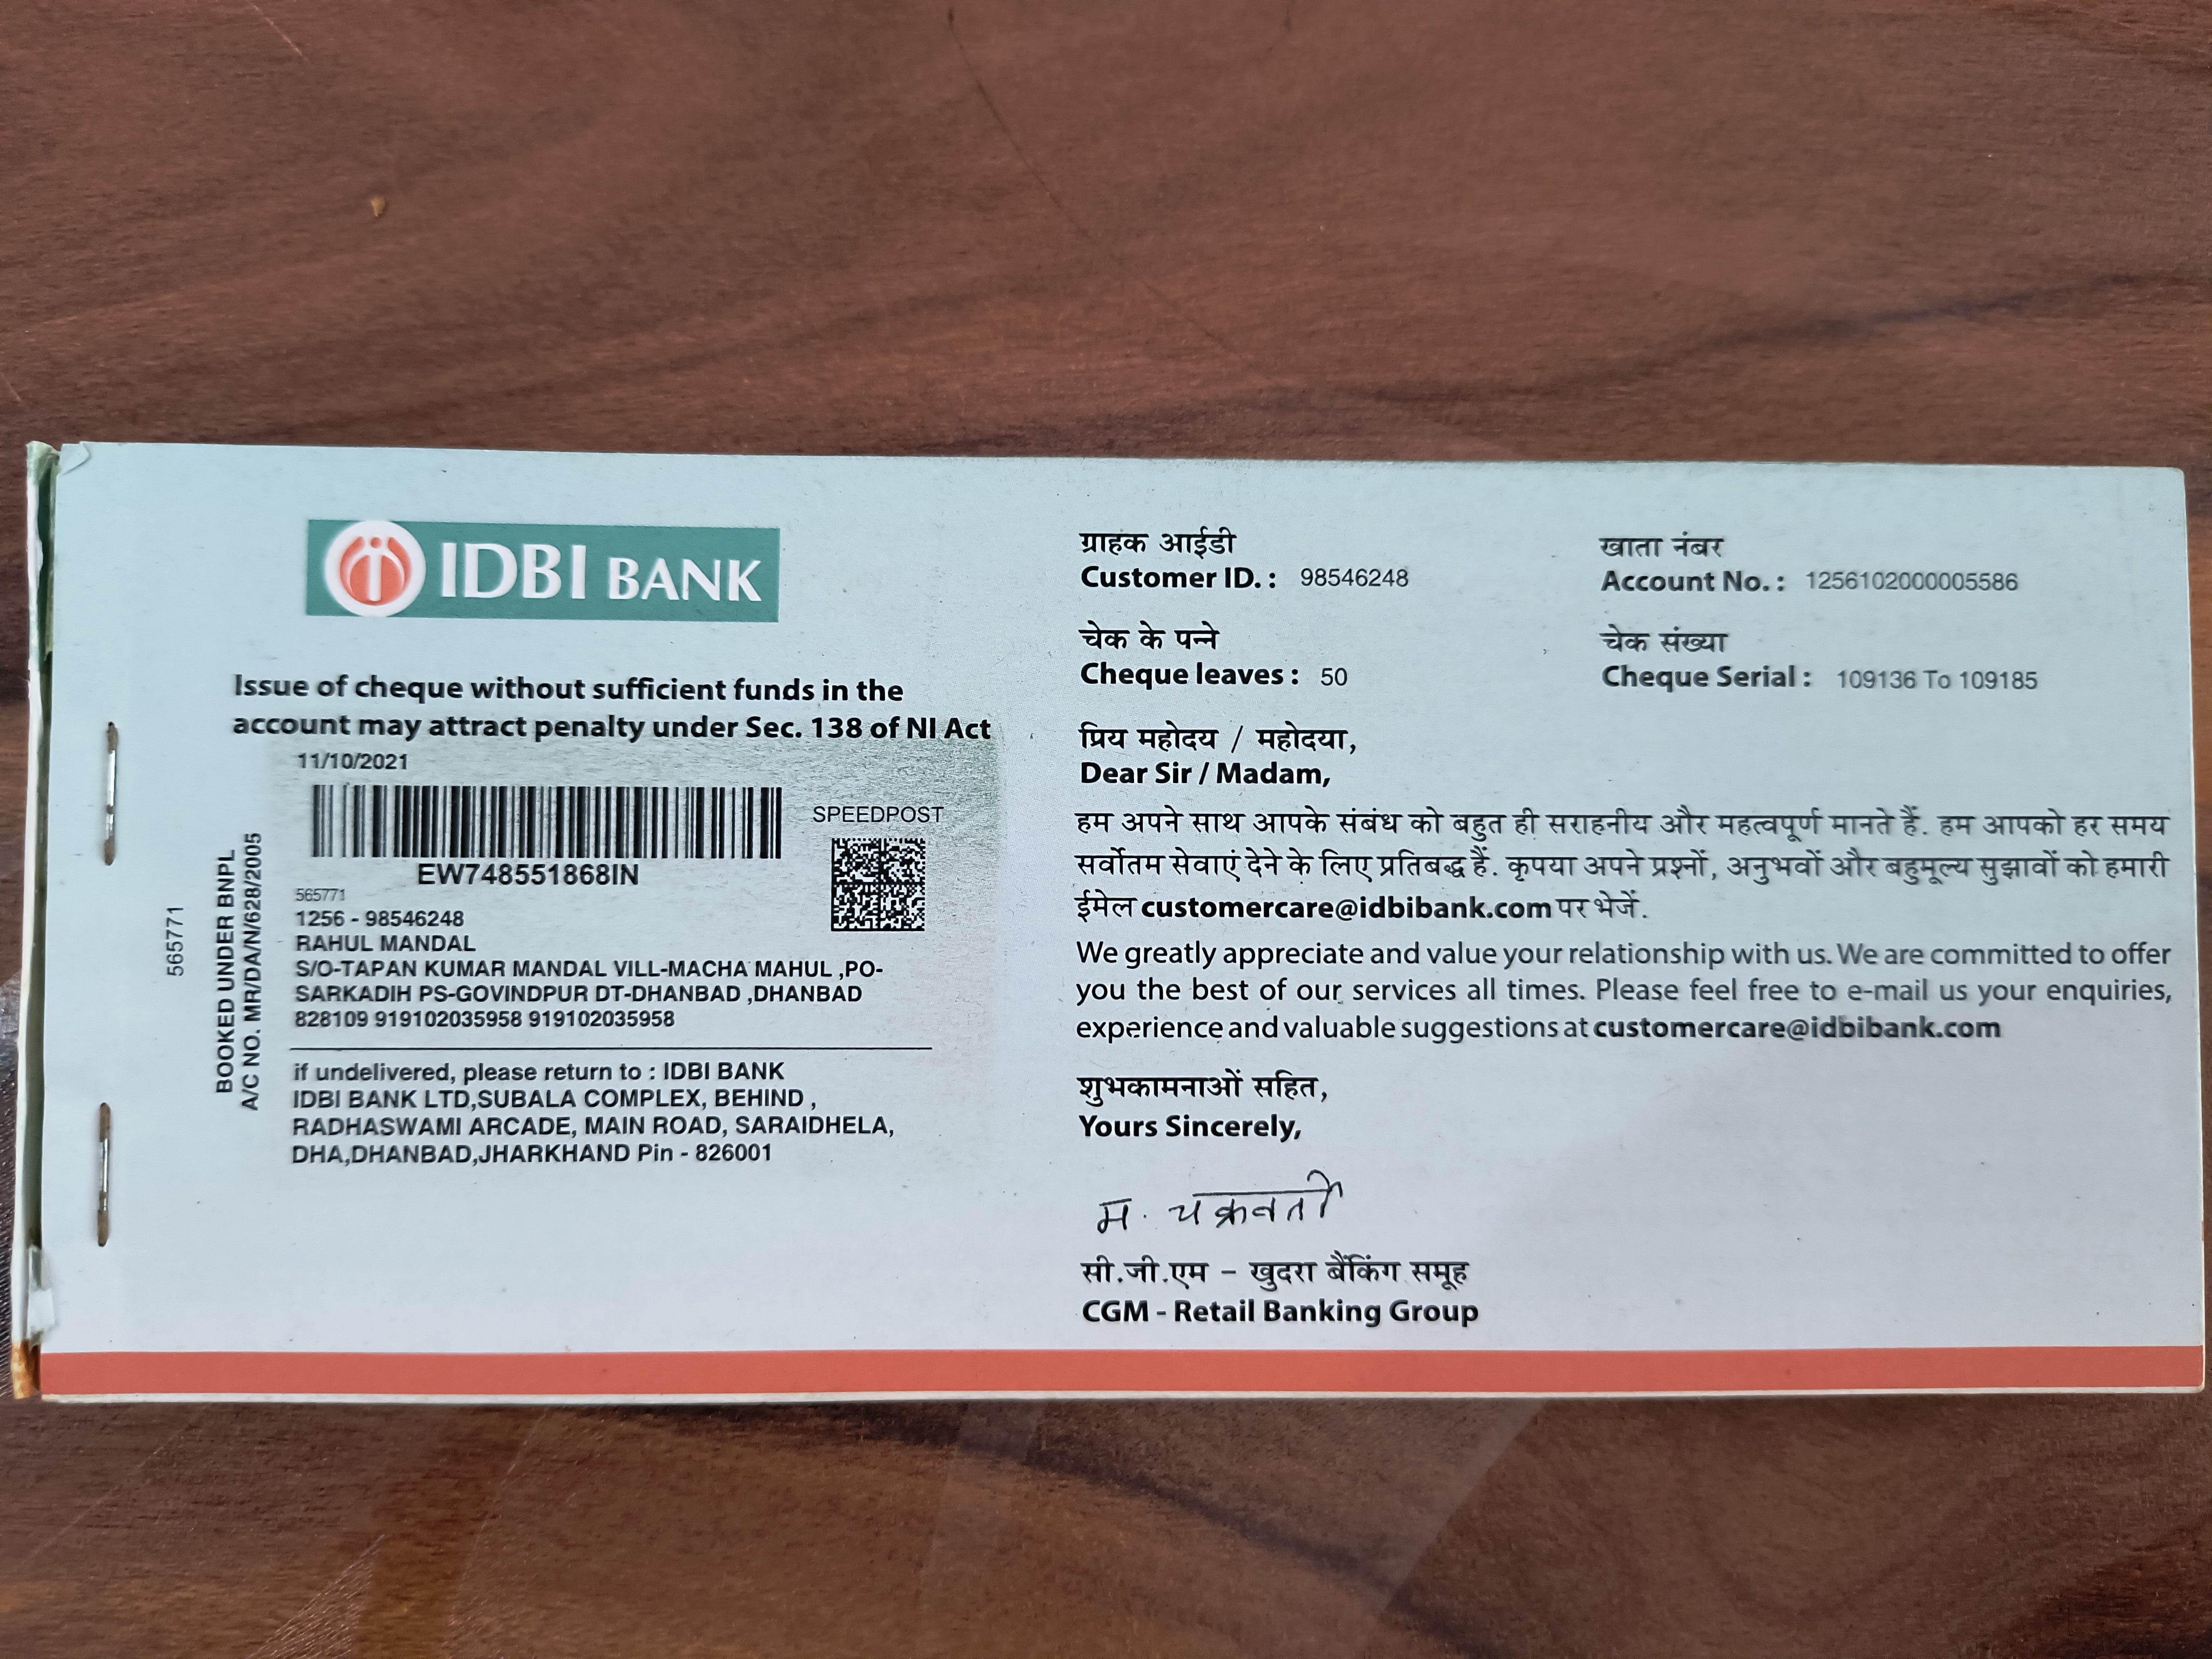 IDBI BANK
Issue of cheque without sufficient funds in the
account may attract penalty under Sec. 138 of NI Act
11/10/2021
SPEEDPOST
EW748551868IN
565771
1256 - 98546248
RAHUL MANDAL
S/O-TAPAN KUMAR MANDAL VILL-MACHA MAHUL ,PO-
SARKADIH PS-GOVINDPUR DT-DHANBAD ,DHANBAD
828109 919102035958 919102035958
if undelivered, please return to : IDBI BANK
IDBI BANK LTD,SUBALA COMPLEX, BEHIND ,
RADHASWAMI ARCADE, MAIN ROAD, SARAIDHELA,
DHA,DHANBAD,JHARKHAND Pin - 826001
565771
BOOKED UNDER BNPL
A/C NO. MR/DA/N/628/2005
ग्राहक आईडी
Customer ID. : 98546248
खाता नंबर
Account No. : 1256102000005586
चेक के पन्ने
Cheque leaves : 50
चेक संख्या
Cheque Serial : 109136 To 109185
प्रिय महोदय / महोदया,
Dear Sir / Madam,
हम अपने साथ आपके संबंध को बहुत ही सराहनीय और महत्वपूर्ण मानते हैं. हम आपको हर समय
सर्वोतम सेवाएं देने के लिए प्रतिबद्ध हैं. कृपया अपने प्रश्नों, अनुभवों और बहुमूल्य सुझावों को हमारी
ईमेल customercare@idbibank.com पर भेजें.
We greatly appreciate and value your relationship with us. We are committed to offer
you the best of our services all times. Please feel free to e-mail us your enquiries,
experience and valuable suggestions at customercare@idbibank.com
शुभकामनाओं सहित,
Yours Sincerely,
म. चक्रवर्ती
सी.जी.एम – खुदरा बैंकिंग समूह
CGM - Retail Banking Group